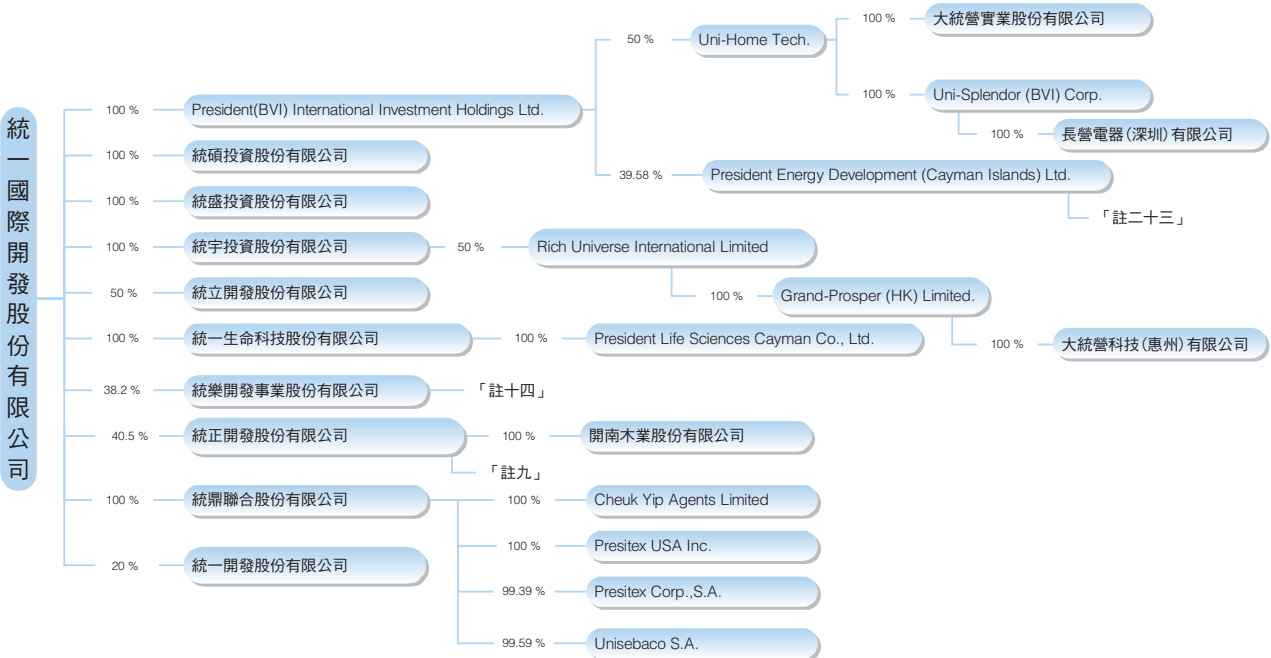 統一國際開發股份有限公司
100 %
President(BVI) International Investment Holdings Ltd.
50 %
Uni-Home Tech.
100 %
大統營實業股份有限公司
100 %
Uni-Splendor (BVI) Corp.
100 %
長營電器(深圳)有限公司
39.58 %
President Energy Development (Cayman Islands) Ltd.
「註二十三」
100 %
統碩投資股份有限公司
100 %
統盛投資股份有限公司
100 %
統宇投資股份有限公司
50 %
Rich Universe International Limited
100 %
Grand-Prosper (HK) Limited.
100 %
大統營科技(惠州)有限公司
50 %
統立開發股份有限公司
100 %
統一生命科技股份有限公司
100 %
President Life Sciences Cayman Co., Ltd.
38.2 %
統樂開發事業股份有限公司
「註十四」
40.5 %
統正開發股份有限公司
100 %
開南木業股份有限公司
「註九」
100 %
統鼎聯合股份有限公司
100 %
Cheuk Yip Agents Limited
100 %
Presitex USA Inc.
99.39 %
Presitex Corp.,S.A.
99.59 %
Unisebaco S.A.
20 %
統一開發股份有限公司